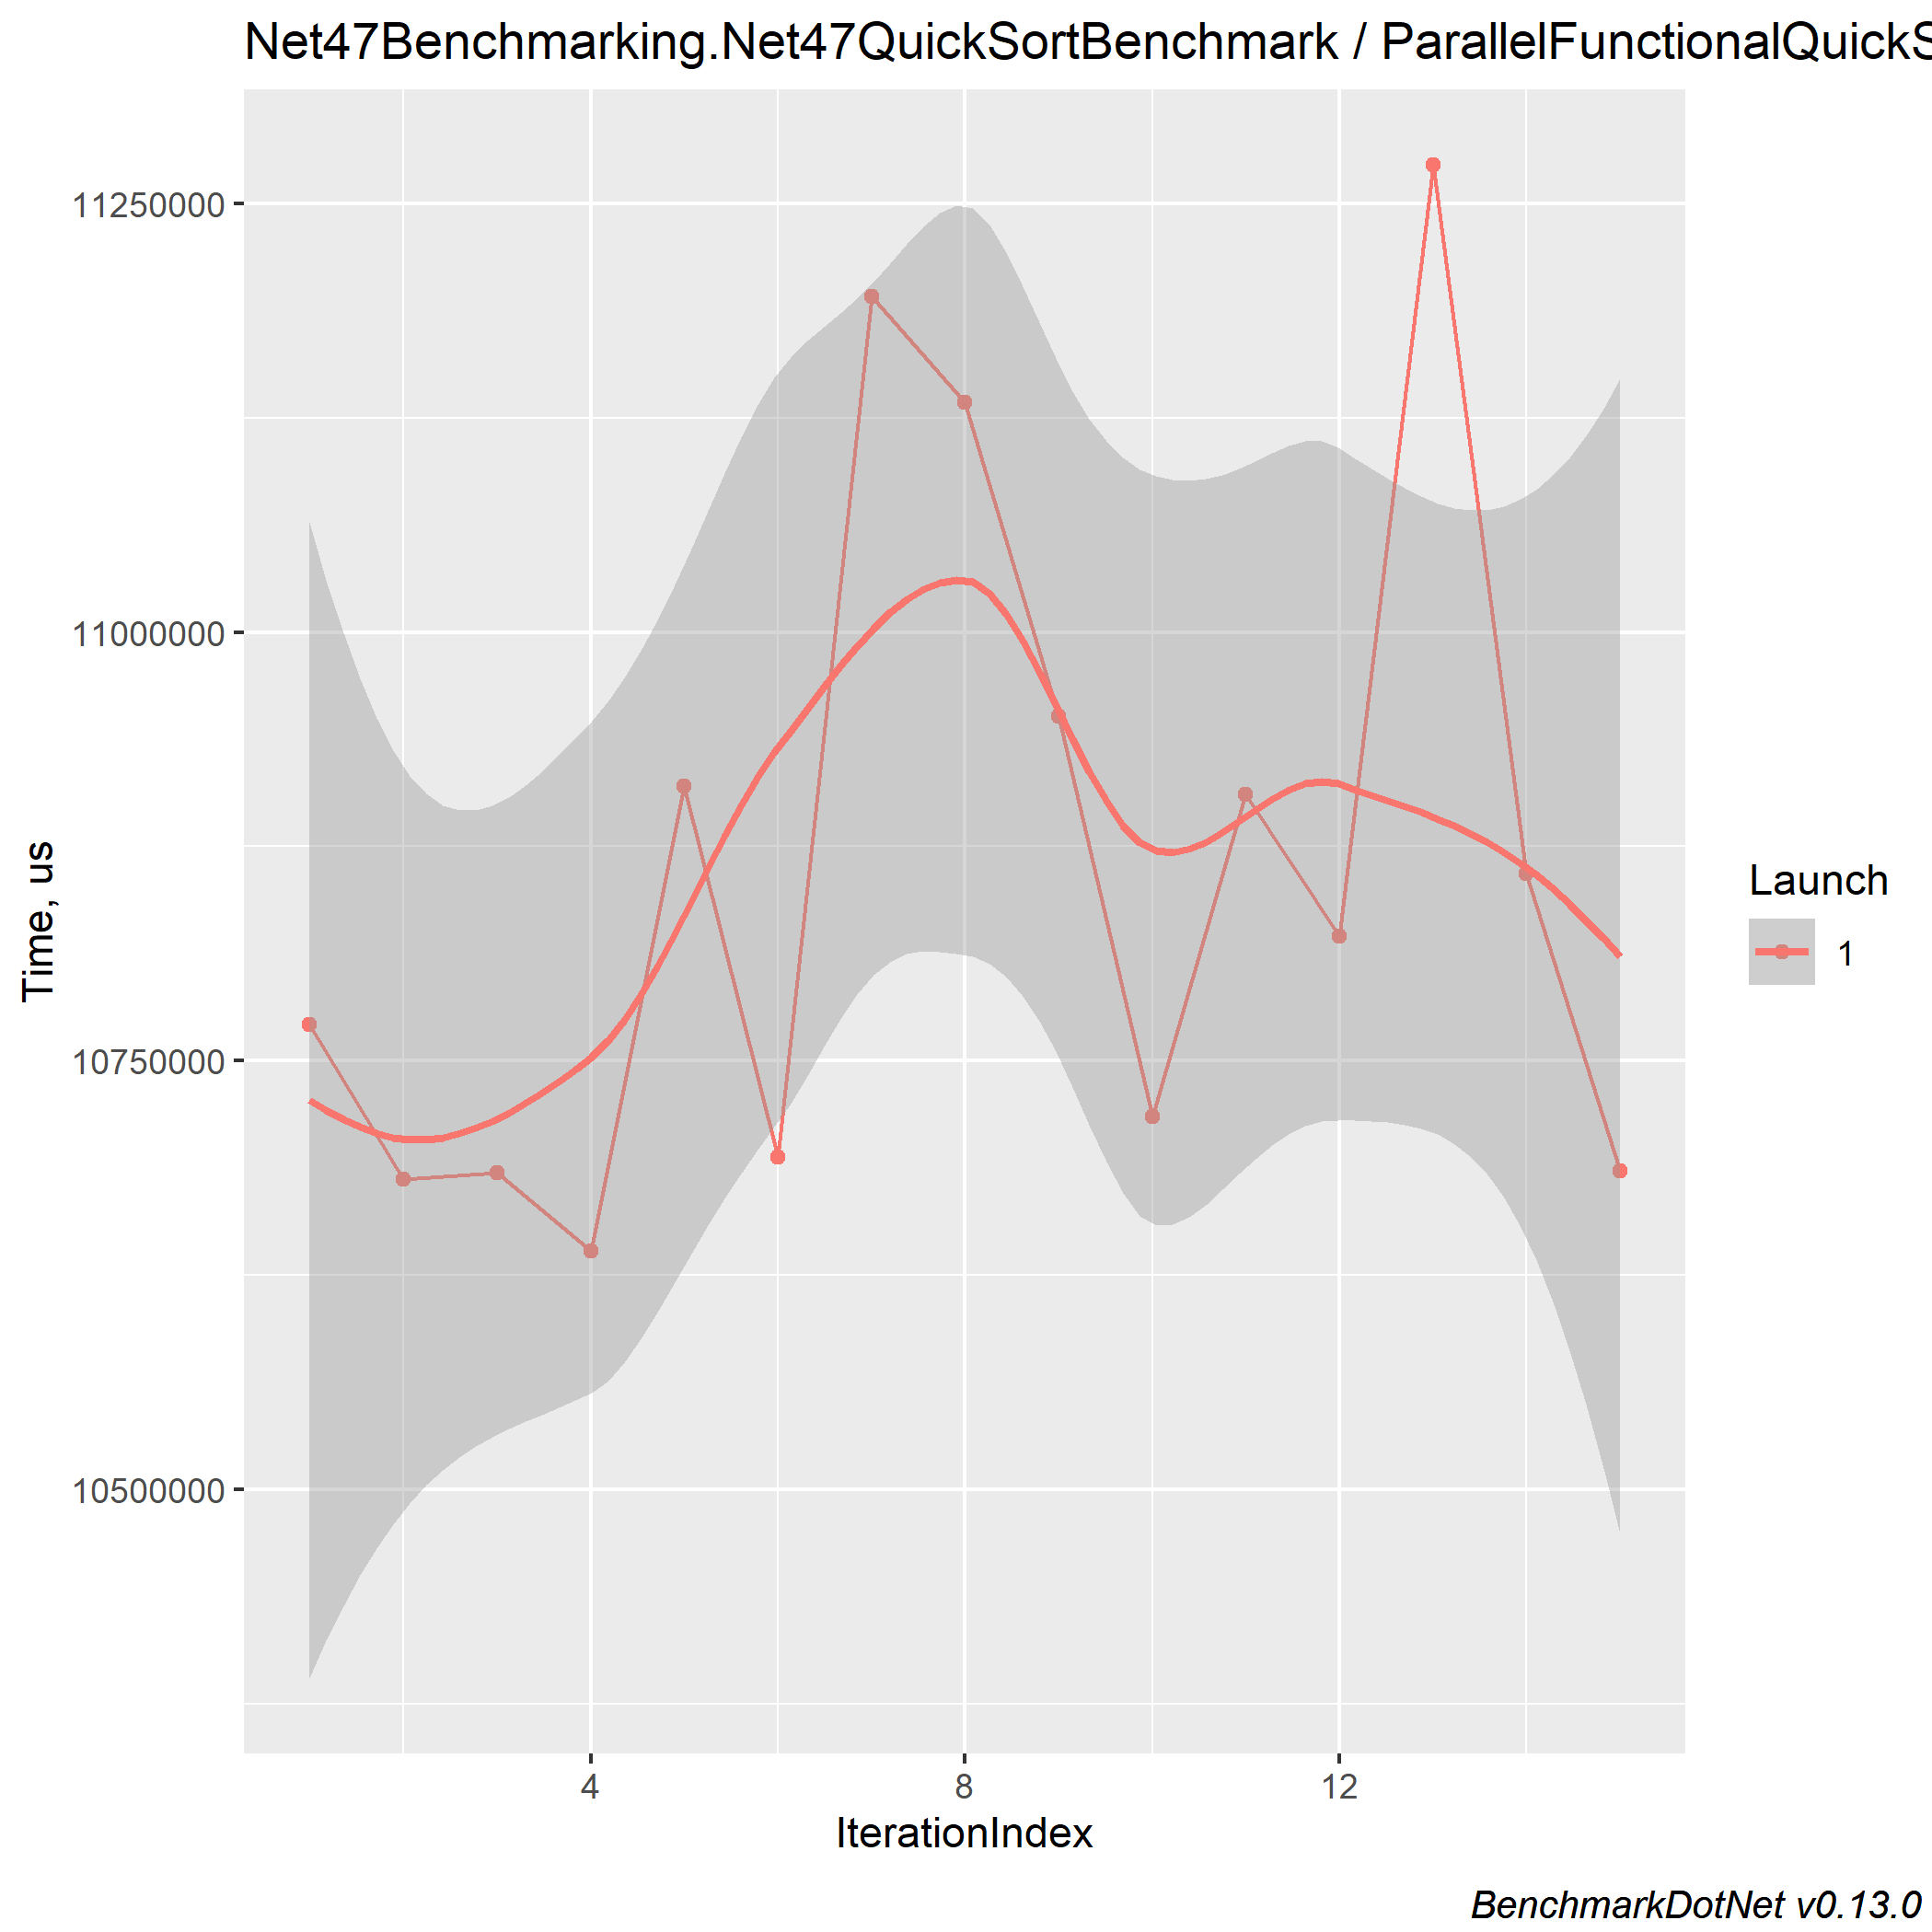 Net47Benchmarking.Net47QuickSortBenchmark / ParallelFunctionalQuickS
11250000
11000000
10750000
10500000
Time, us
4 8 12
IterationIndex
Launch
1
BenchmarkDotNet v0.13.0